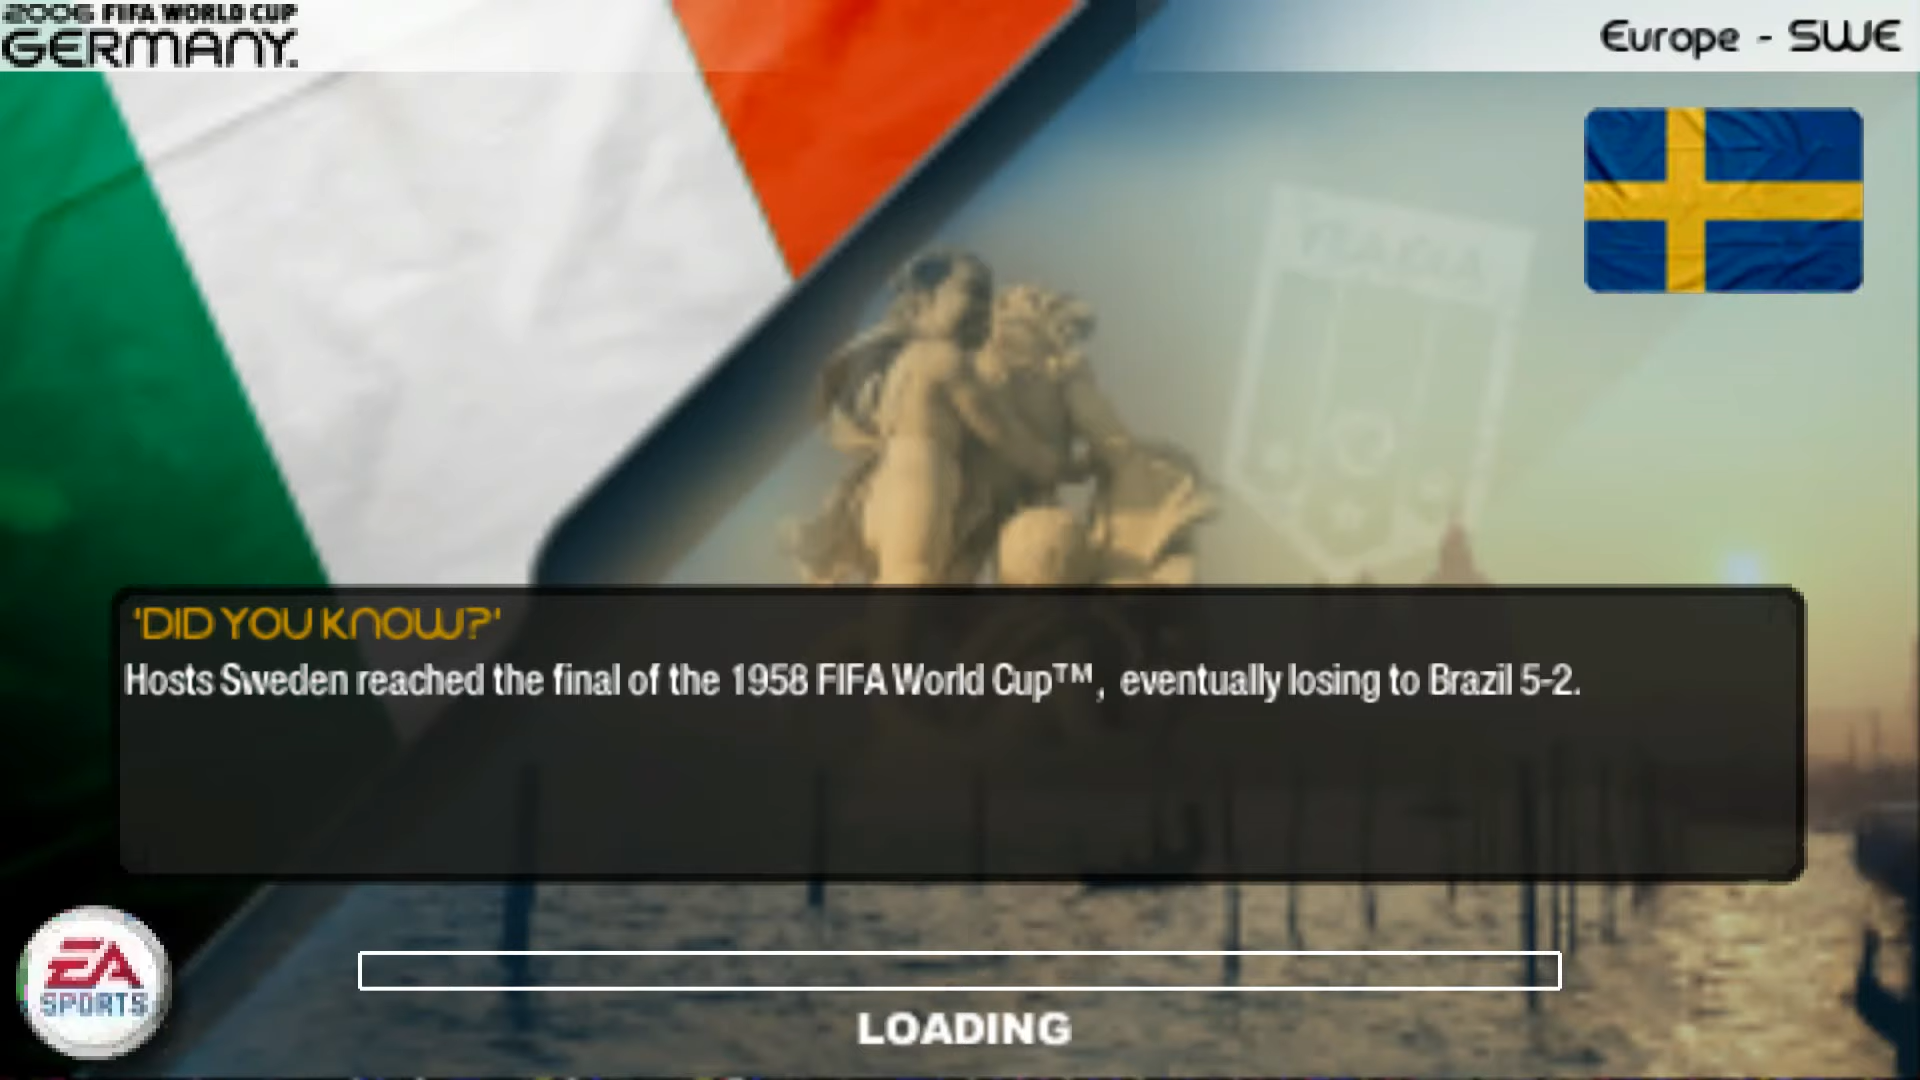 2006 FIFA WORLD CUP
GERMANY.
Europe - SWE
'DID YOU KNOW?'
Hosts Sweden reached the final of the 1958 FIFA World Cup™, eventually losing to Brazil 5-2.
EA
SPORTS
LOADING